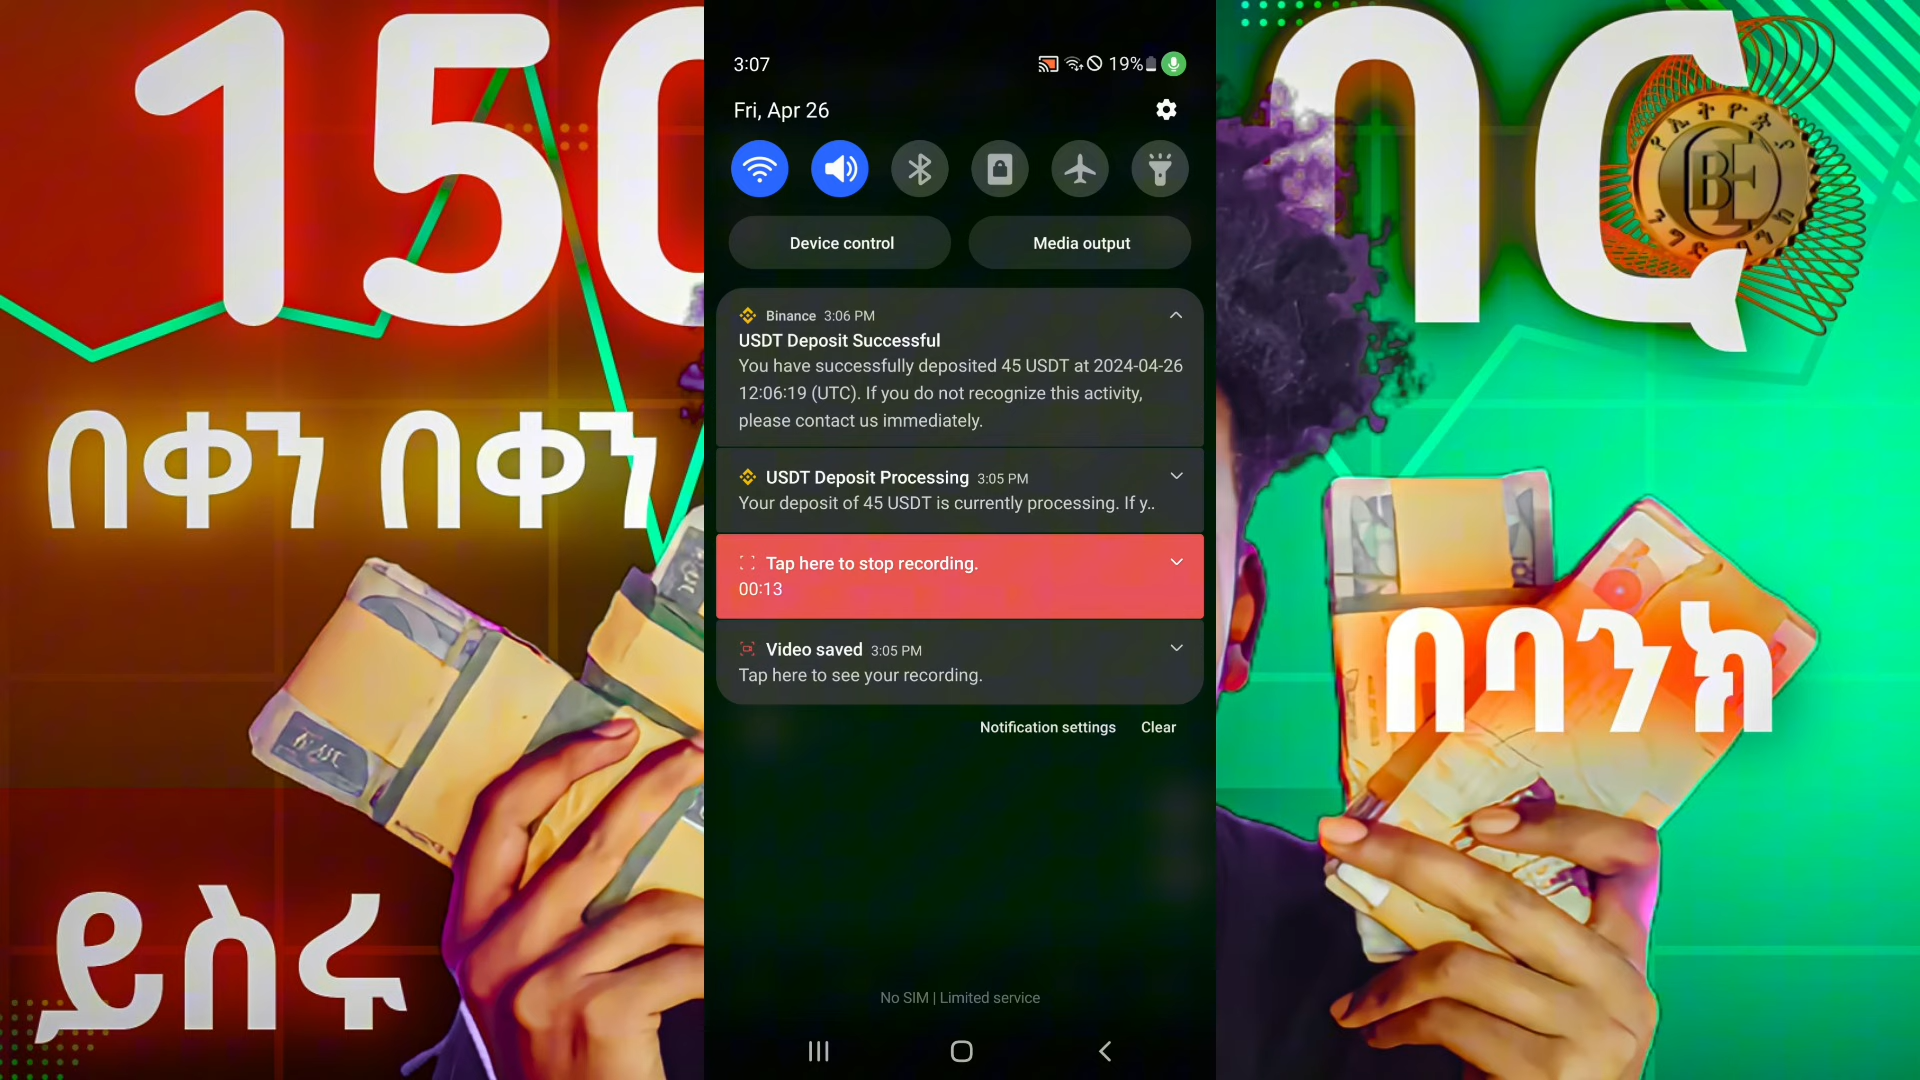 150
ብር
በቀን በቀን
በባንክ
ይስሩ
3:07
19%
Fri, Apr 26
Device control
Media output
Binance 3:06 PM
USDT Deposit Successful
You have successfully deposited 45 USDT at 2024-04-26
12:06:19 (UTC). If you do not recognize this activity,
please contact us immediately.
USDT Deposit Processing 3:05 PM
Your deposit of 45 USDT is currently processing. If y..
Tap here to stop recording.
00:13
Video saved 3:05 PM
Tap here to see your recording.
Notification settings Clear
No SIM | Limited service